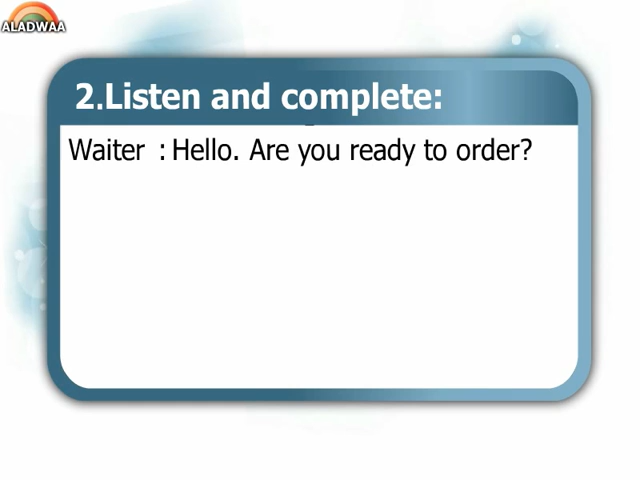 ALADWAA
2.Listen and complete:
Waiter : Hello. Are you ready to order?